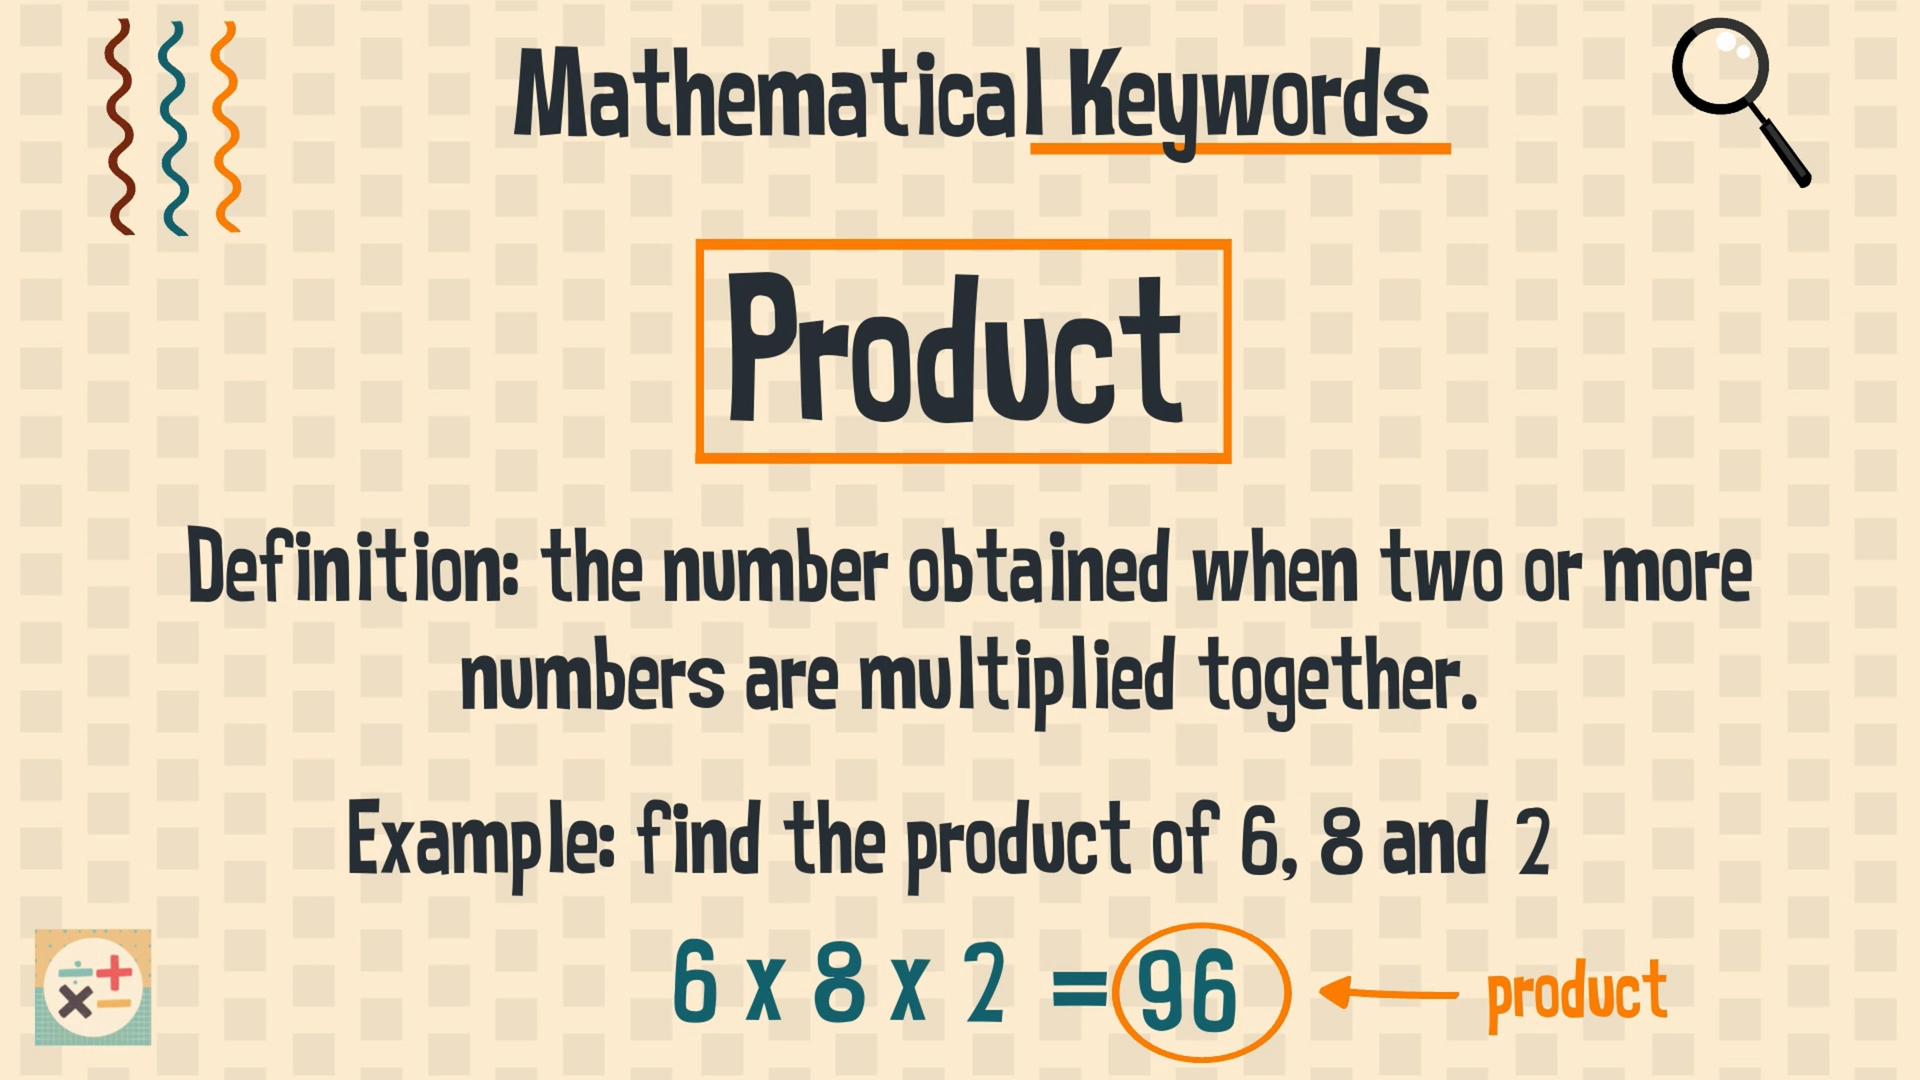 Mathematical Keywords
Product
Definition: the number obtained when two or more
numbers are multiplied together.
Example: find the product of 6, 8 and 2
6 x 8 x 2 = 96 product